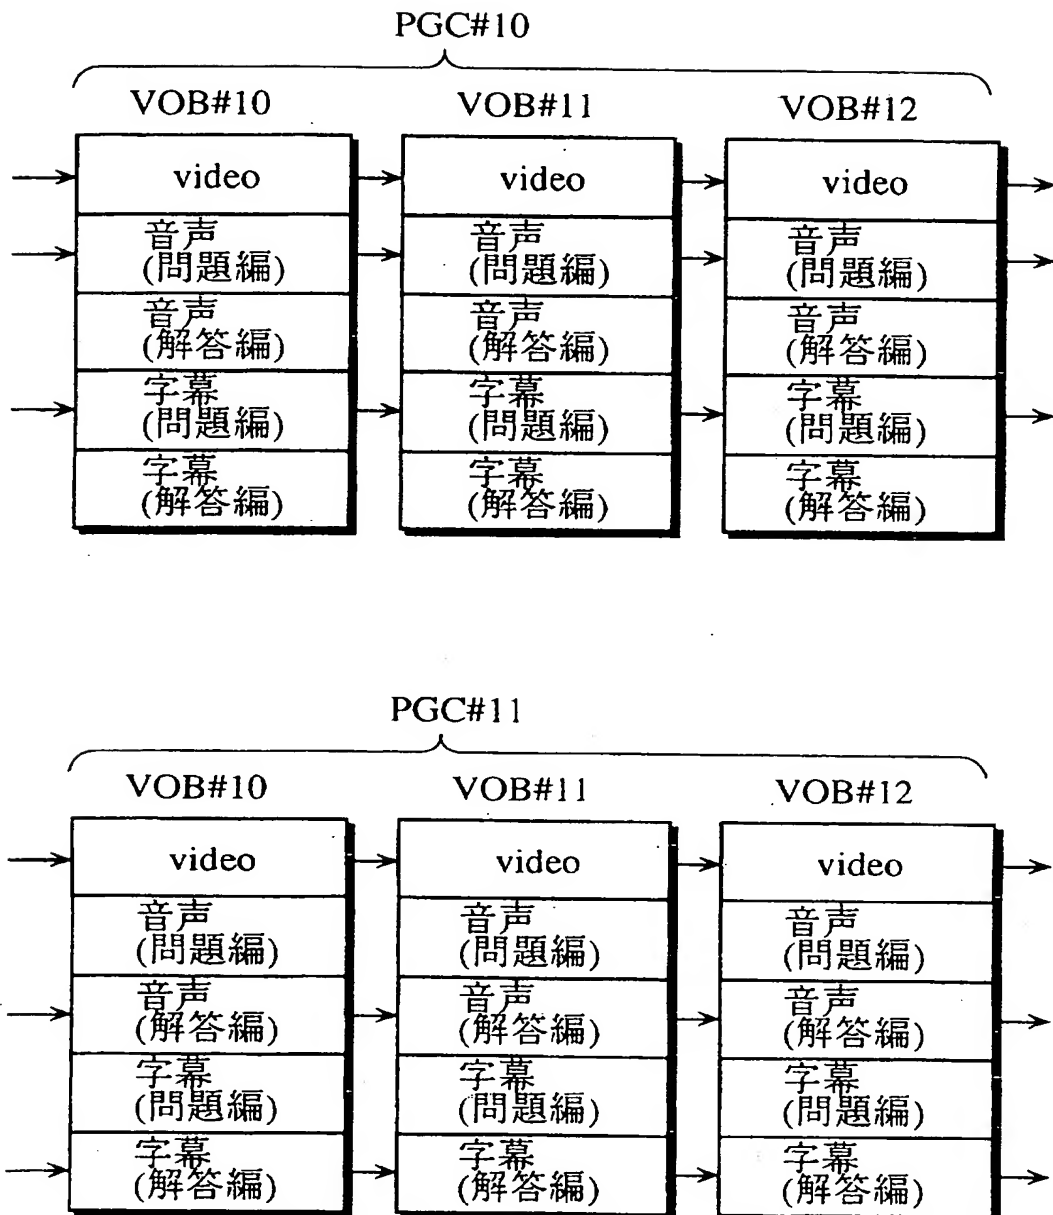 PGC#10
VOB#10
VOB#11
VOB#12
video
video
video
音声
(問題編)
音声
(問題編)
音声
(問題編)
音声
(解答編)
音声
(解答編)
音声
(解答編)
字幕
(問題編)
字幕
(問題編)
字幕
(問題編)
字幕
(解答編)
字幕
(解答編)
字幕
(解答編)
PGC#11
VOB#10
VOB#11
VOB#12
video
video
video
音声
(問題編)
音声
(問題編)
音声
(問題編)
音声
(解答編)
音声
(解答編)
音声
(解答編)
字幕
(問題編)
字幕
(問題編)
字幕
(問題編)
字幕
(解答編)
字幕
(解答編)
字幕
(解答編)